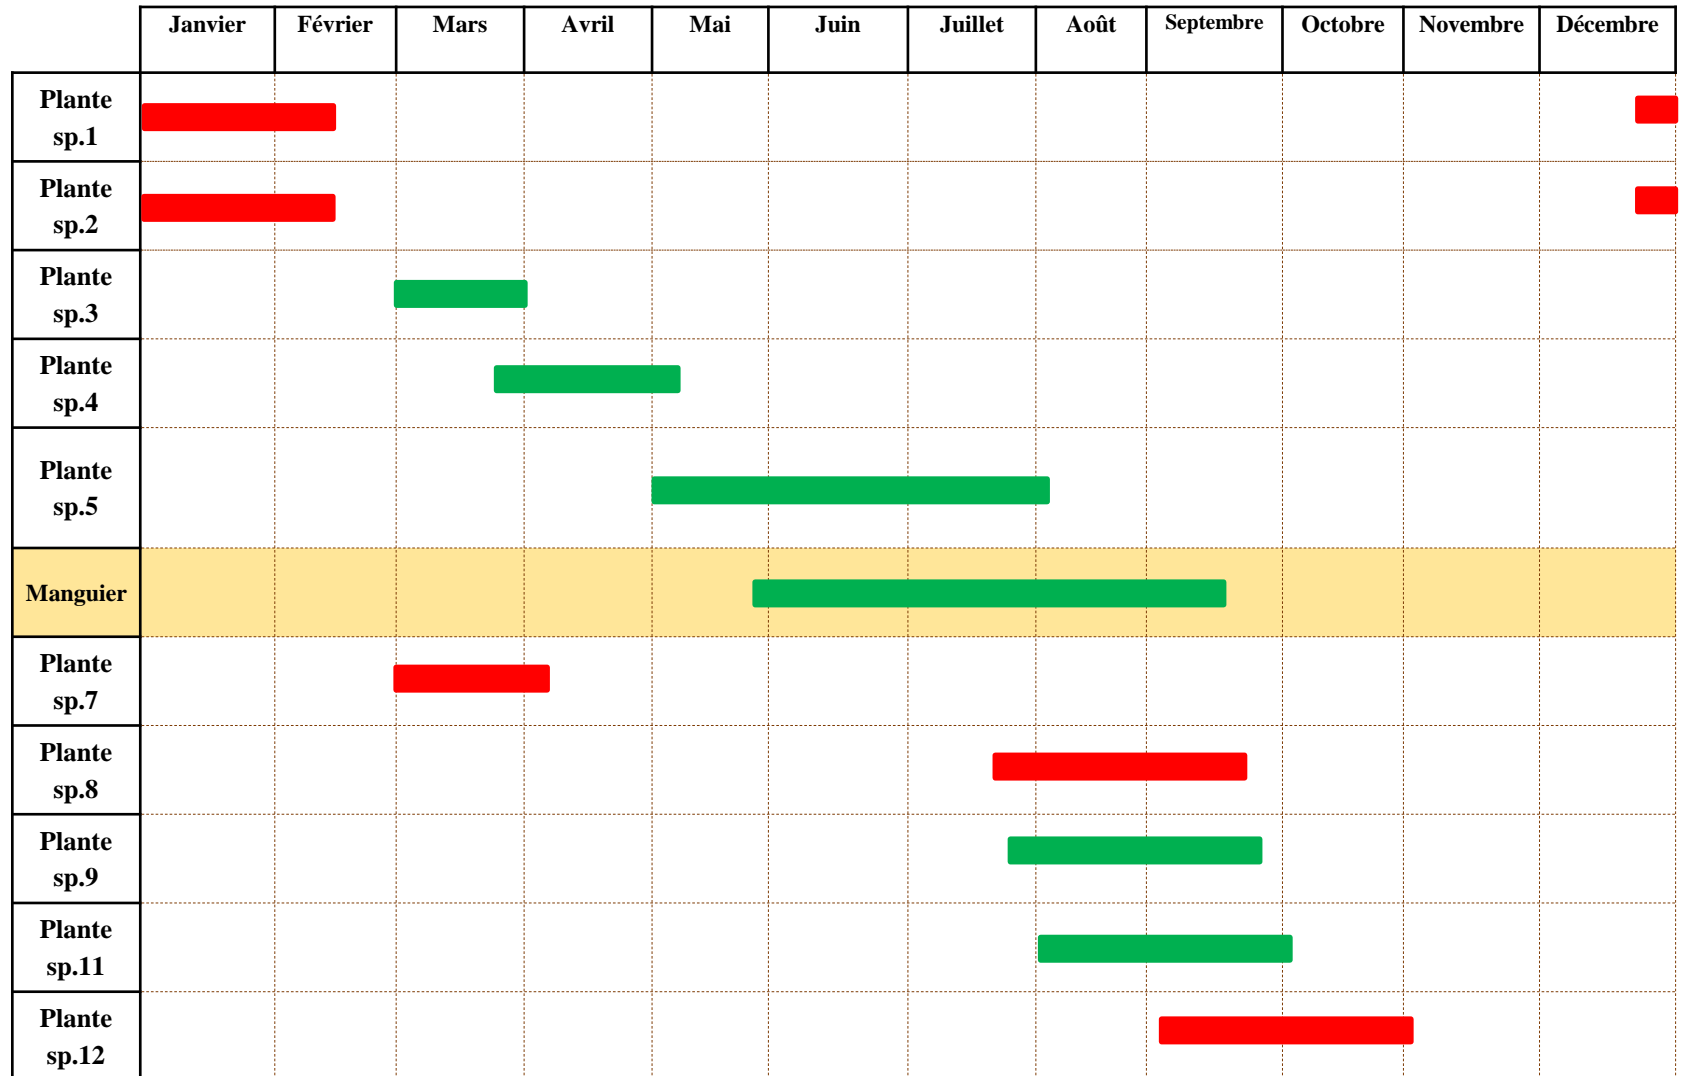 Janvier Février Mars Avril Mai Juin Juillet Août Septembre Octobre Novembre Décembre
Plante
sp.1
Plante
sp.2
Plante
sp.3
Plante
sp.4
Plante
sp.5
Manguier
Plante
sp.7
Plante
sp.8
Plante
sp.9
Plante
sp.11
Plante
sp.12